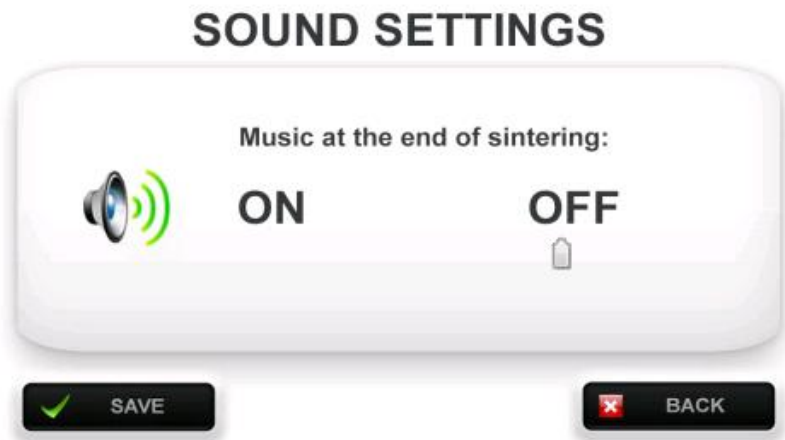 SOUND SETTINGS
Music at the end of sintering:
ON OFF
SAVE BACK